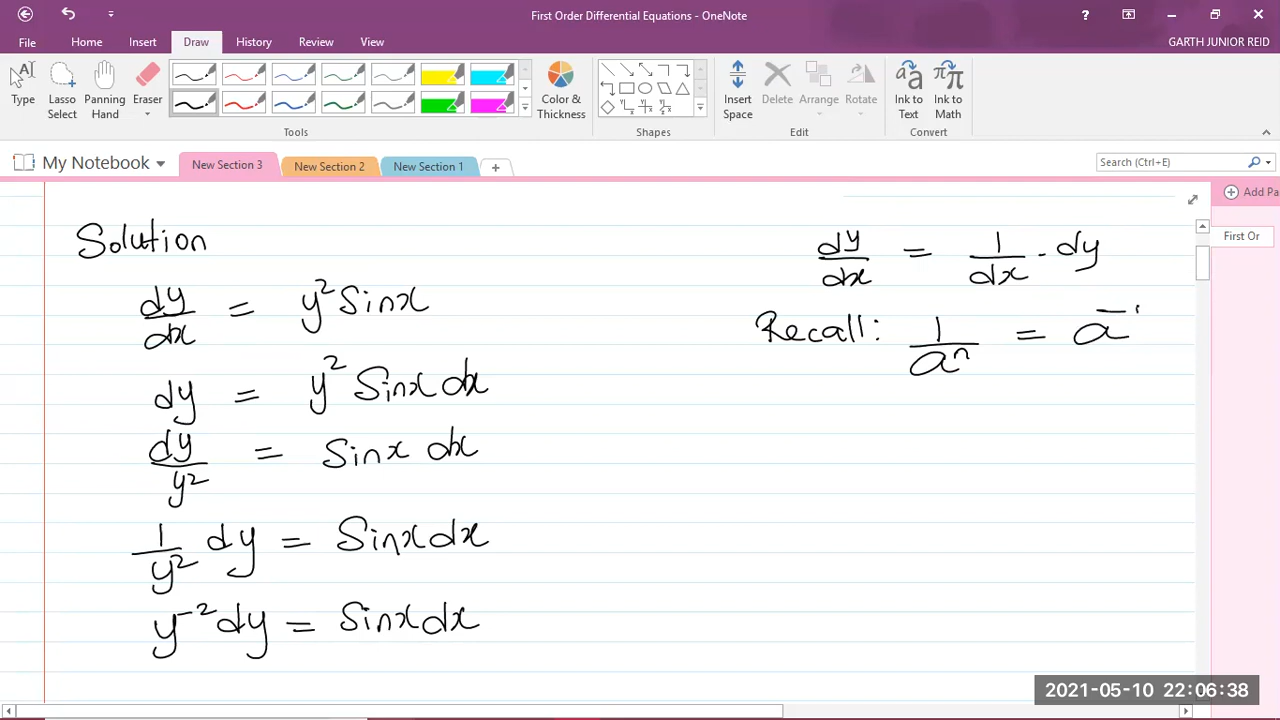 First Order Differential Equations - OneNote
?
File Home Insert Draw History Review View GARTH JUNIOR REID
Type
Lasso Select
Panning Hand
Eraser
Color & Thickness
Insert Space
Delete
Arrange
Rotate
Ink to Text
Ink to Math
Tools Shapes Edit Convert
My Notebook New Section 3 New Section 2 New Section 1 + Search (Ctrl+E)
Add Pa
First Or
Solution
dy/dx = y² Sinx
dy = y² Sinx dx
dy/y² = Sinx dx
1/y² dy = Sinx dx
y⁻² dy = Sinx dx
dy/dx = 1/dx · dy
Recall: 1/aⁿ = a⁻
2021-05-10 22:06:38